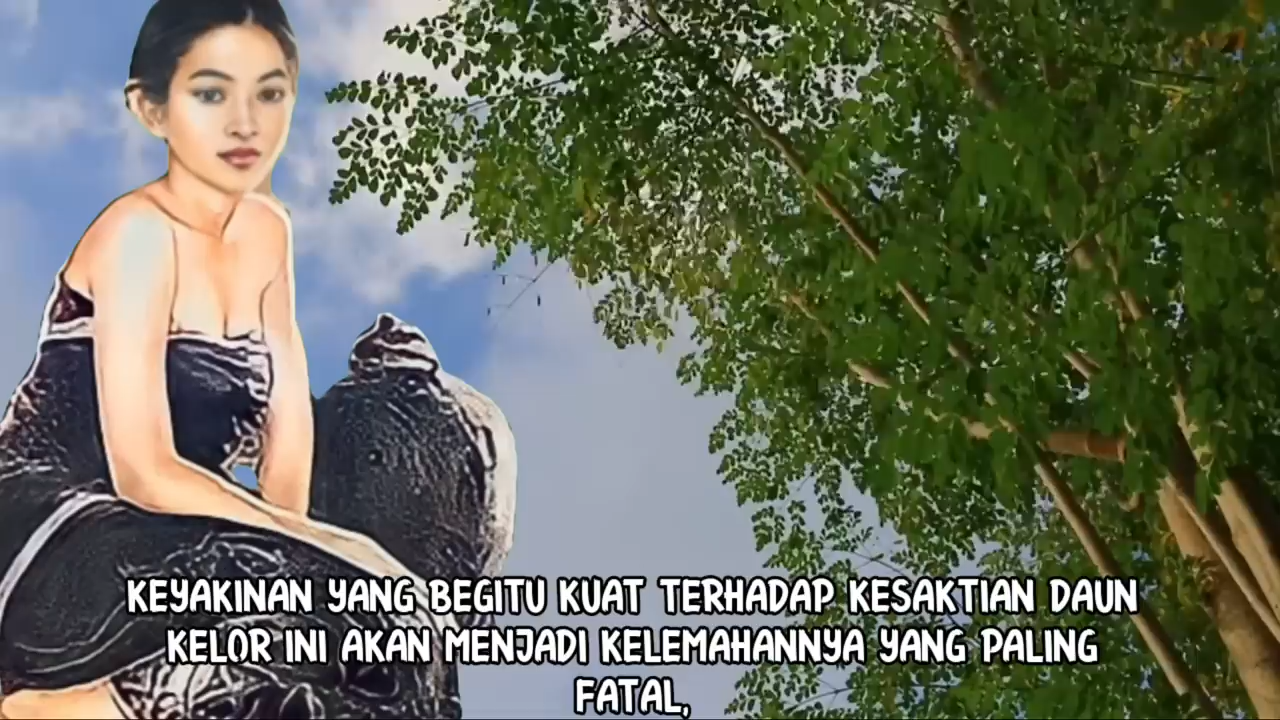 KEYAKINAN YANG BEGITU KUAT TERHADAP KESAKTIAN DAUN
KELOR INI AKAN MENJADI KELEMAHANNYA YANG PALING
FATAL,